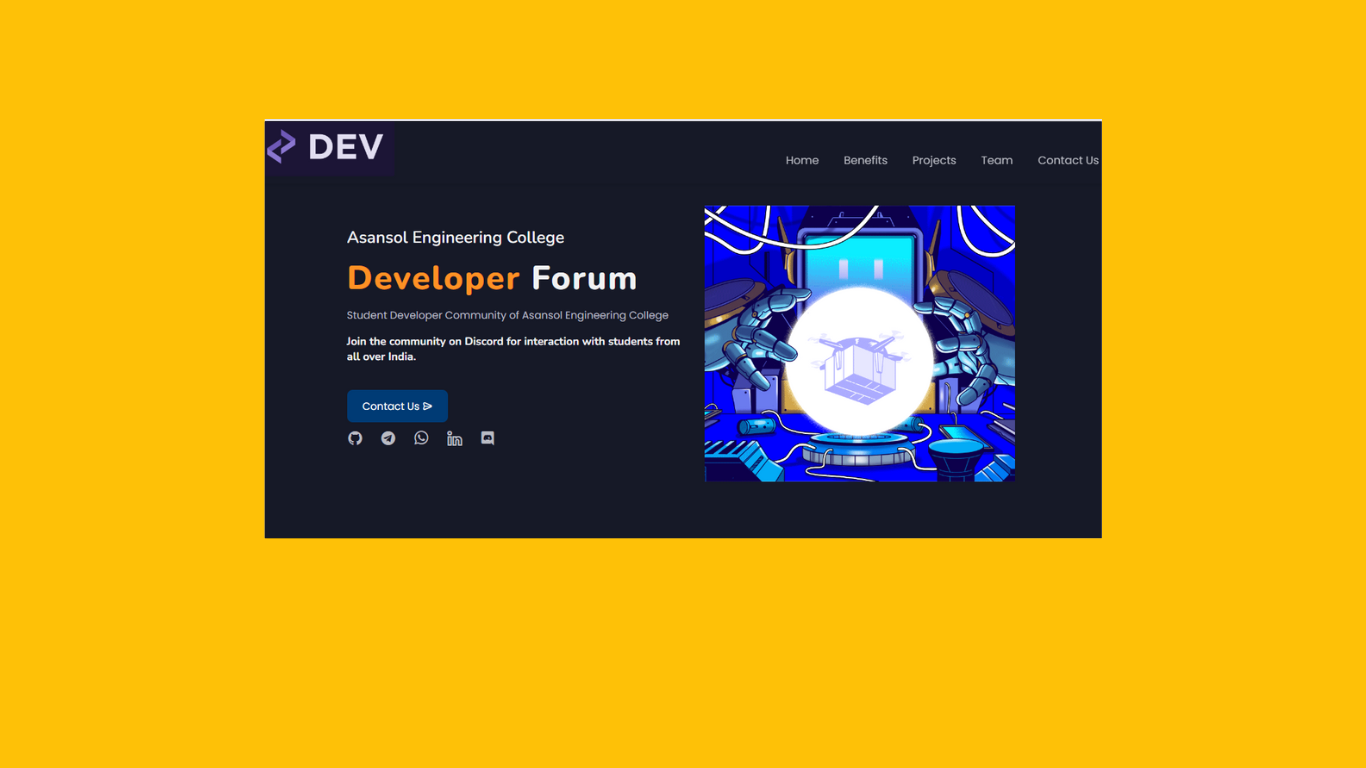 DEV
Home Benefits Projects Team Contact Us
Asansol Engineering College
Developer Forum
Student Developer Community of Asansol Engineering College
Join the community on Discord for interaction with students from
all over India.
Contact Us